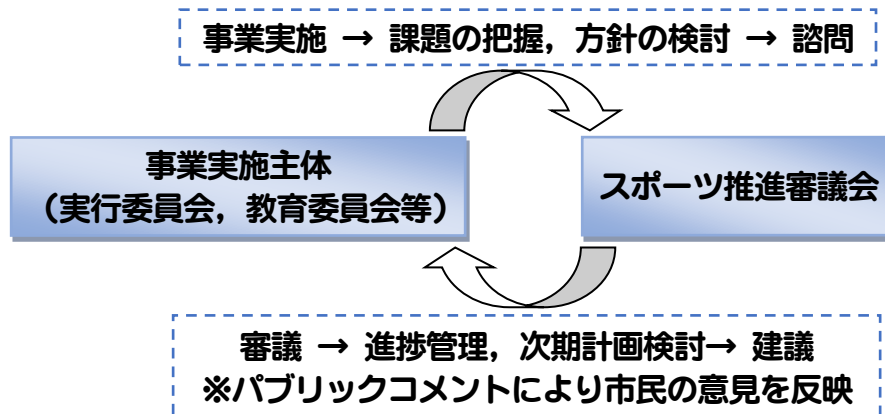 事業実施 → 課題の把握，方針の検討 → 諮問
事業実施主体
（実行委員会，教育委員会等）
スポーツ推進審議会
審議 → 進捗管理，次期計画検討→ 建議
※パブリックコメントにより市民の意見を反映